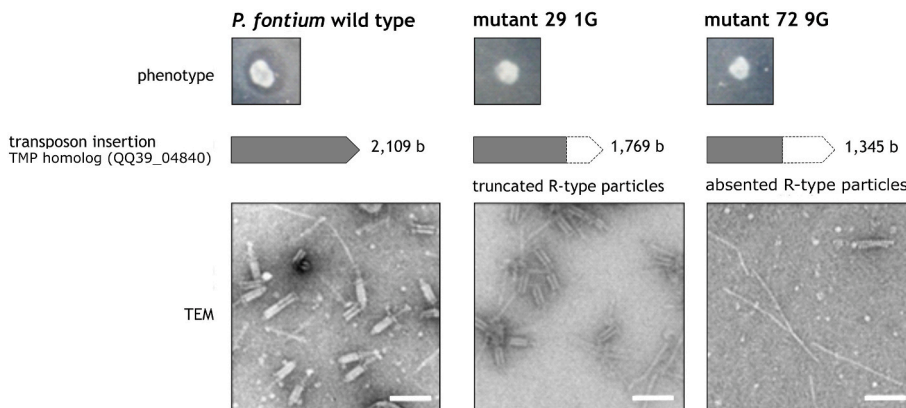 P. fontium wild type
mutant 29 1G
mutant 72 9G
phenotype
transposon insertion
TMP homolog (QQ39_04840)
2,109 b
1,769 b
1,345 b
truncated R-type particles
absented R-type particles
TEM